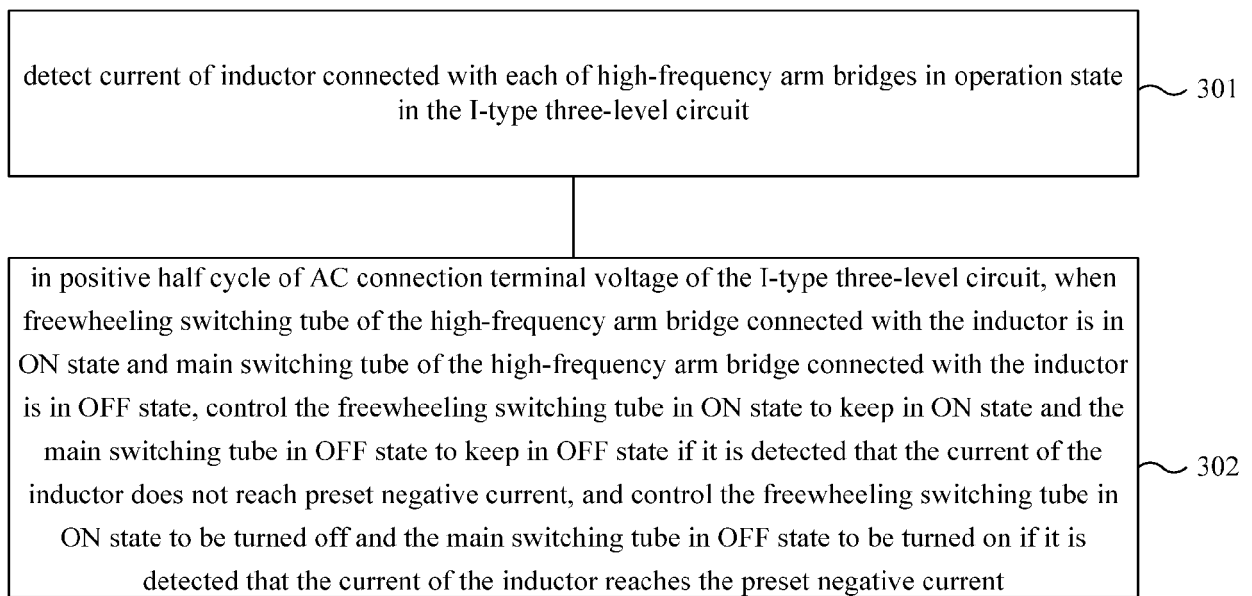 detect current of inductor connected with each of high-frequency arm bridges in operation state
in the I-type three-level circuit
301
in positive half cycle of AC connection terminal voltage of the I-type three-level circuit, when
freewheeling switching tube of the high-frequency arm bridge connected with the inductor is in
ON state and main switching tube of the high-frequency arm bridge connected with the inductor
is in OFF state, control the freewheeling switching tube in ON state to keep in ON state and the
main switching tube in OFF state to keep in OFF state if it is detected that the current of the
inductor does not reach preset negative current, and control the freewheeling switching tube in
ON state to be turned off and the main switching tube in OFF state to be turned on if it is
detected that the current of the inductor reaches the preset negative current
302